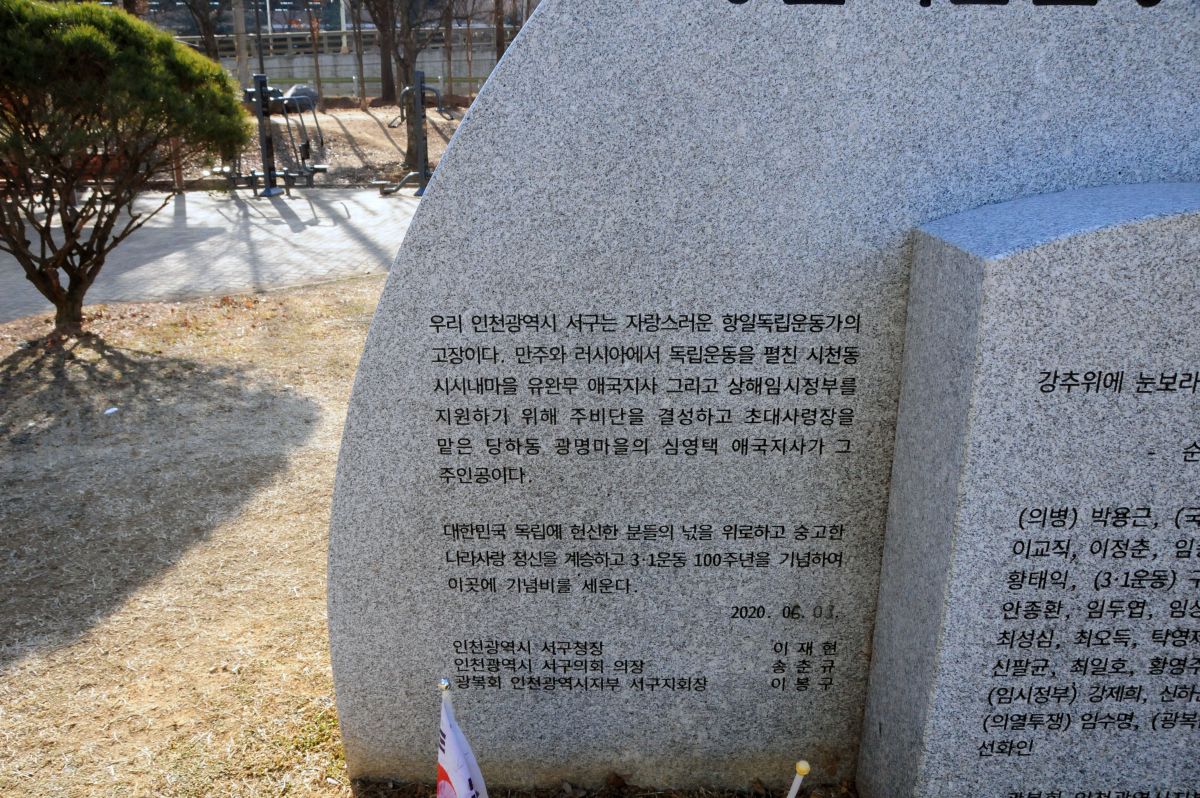 우리 인천광역시 서구는 자랑스러운 항일독립운동가의
고장이다. 만주와 러시아에서 독립운동을 펼친 시천동
시시내마을 유완무 애국지사 그리고 상해임시정부를
지원하기 위해 주비단을 결성하고 초대사령장을
맡은 당하동 광명마을의 심영택 애국지사가 그
주인공이다.
대한민국 독립에 헌신한 분들의 넋을 위로하고 숭고한
나라사랑 정신을 계승하고 3·1운동 100주년을 기념하여
이곳에 기념비를 세운다.
2020. 06. 01.
인천광역시 서구청장 이 재 현
인천광역시 서구의회 의장 송 춘 규
광복회 인천광역시지부 서구지회장 이 봉 구
강추위에 눈보라
순
(의병) 박용근,
이교직, 이정춘,
황태익, (3·1운동)
안종환, 임두엽,
최성심, 최오득,
신팔균, 최일호,
(임시정부) 강제희,
(의열투쟁) 임수명,
선화인